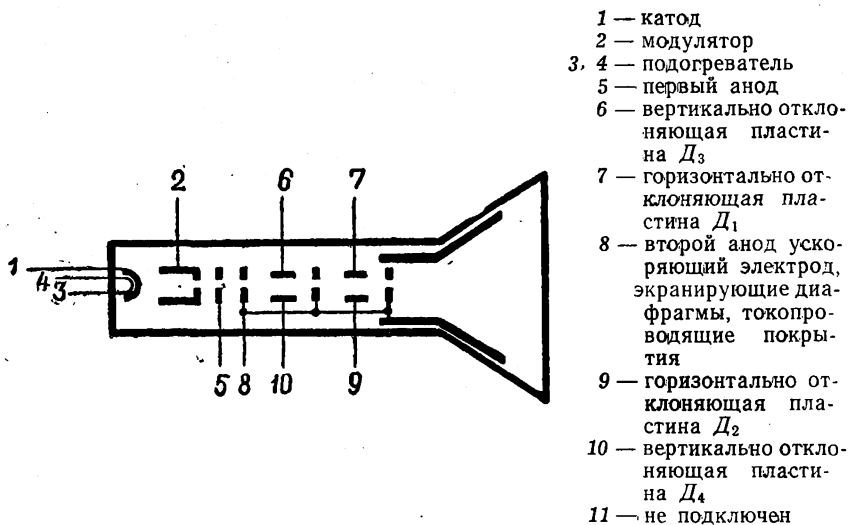 1 — катод
2 — модулятор
3, 4 — подогреватель
5 — первый анод
6 — вертикально откло-
няющая пласти-
на Д₃
7 — горизонтально от-
клоняющая пла-
стина Д₁
8 — второй анод уско-
ряющий электрод,
экранирующие диа-
фрагмы, токопро-
водящие покры-
тия
9 — горизонтально от-
клоняющая пла-
стина Д₂
10 — вертикально откло-
няющая пласти-
на Д₄
11 — не подключен
2 6 7
1
4
3
5 8 10 9